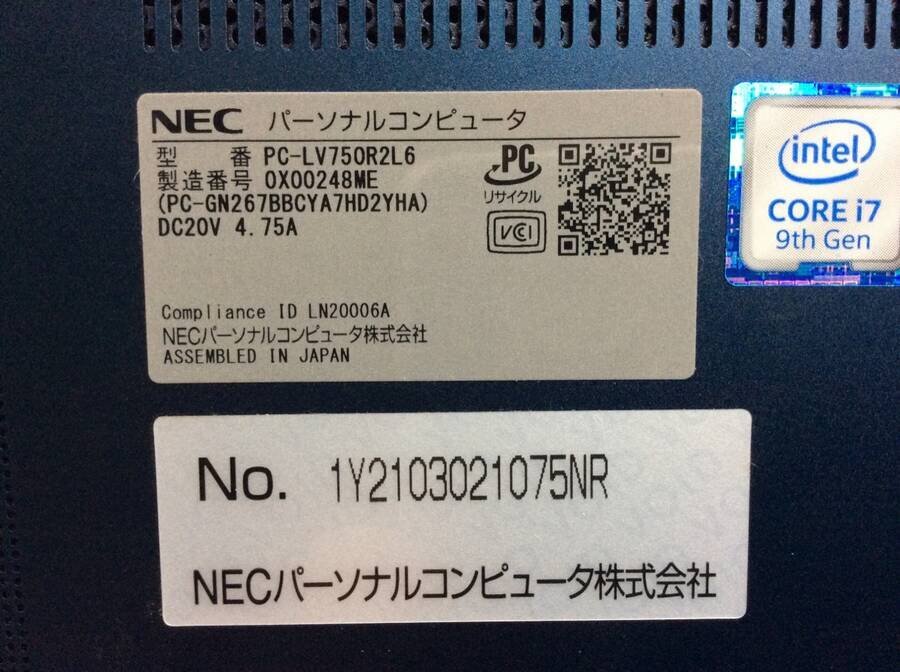 NEC パーソナルコンピュータ
型 番 PC-LV750R2L6
製造番号 0X00248ME
(PC-GN267BBCYA7HD2YHA)
DC20V 4.75A
PC
リサイクル
VCCI
Compliance ID LN20006A
NECパーソナルコンピュータ株式会社
ASSEMBLED IN JAPAN
intel
CORE i7
9th Gen
No. 1Y2103021075NR
NECパーソナルコンピュータ株式会社